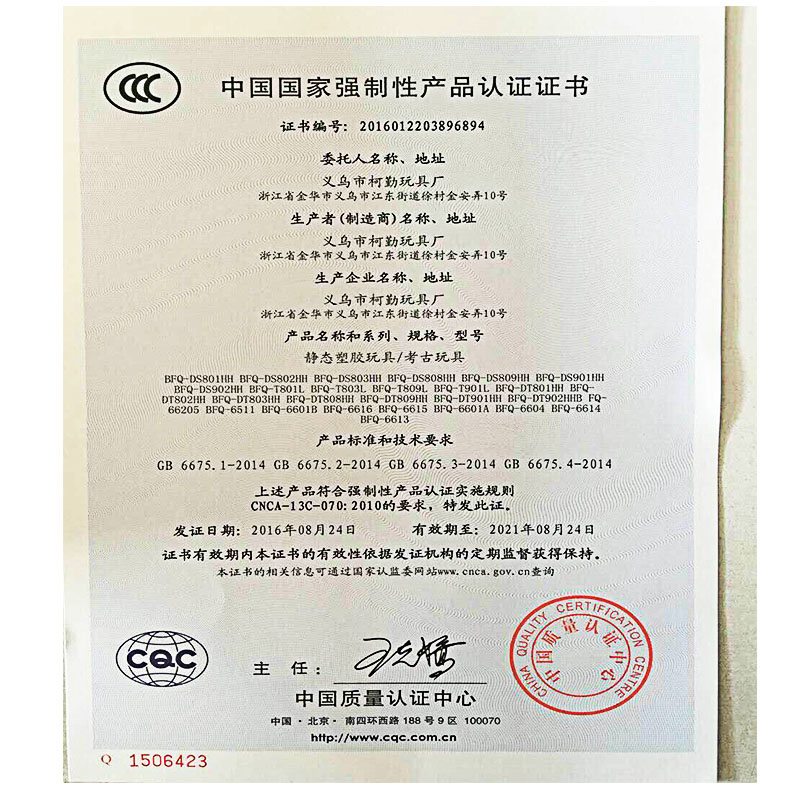 CCC
中国国家强制性产品认证证书
证书编号: 2016012203896894
委托人名称、地址
义乌市柯勤玩具厂
浙江省金华市义乌市江东街道徐村金安弄10号
生产者(制造商)名称、地址
义乌市柯勤玩具厂
浙江省金华市义乌市江东街道徐村金安弄10号
生产企业名称、地址
义乌市柯勤玩具厂
浙江省金华市义乌市江东街道徐村金安弄10号
产品名称和系列、规格、型号
静态塑胶玩具/考古玩具
BFQ-DS801HH BFQ-DS802HH BFQ-DS803HH BFQ-DS808HH BFQ-DS809HH BFQ-DS901HH
BFQ-DS902HH BFQ-T801L BFQ-T803L BFQ-T809L BFQ-T901L BFQ-DT801HH BFQ-
DT802HH BFQ-DT803HH BFQ-DT808HH BFQ-DT809HH BFQ-DT901HH BFQ-DT902HHB FQ-
66205 BFQ-6511 BFQ-6601B BFQ-6616 BFQ-6615 BFQ-6601A BFQ-6604 BFQ-6614
BFQ-6613
产品标准和技术要求
GB 6675.1-2014 GB 6675.2-2014 GB 6675.3-2014 GB 6675.4-2014
上述产品符合强制性产品认证实施规则
CNCA-13C-070:2010的要求，特发此证。
发证日期: 2016年08月24日 有效期至: 2021年08月24日
证书有效期内本证书的有效性依据发证机构的定期监督获得保持。
本证书的相关信息可通过国家认监委网站www.cnca.gov.cn查询
CQC
主 任:
中国质量认证中心
中国·北京·南四环西路 188 号 9 区 100070
http://www.cqc.com.cn
CHINA QUALITY CERTIFICATION CENTRE
中国质量认证中心
Q 1506423